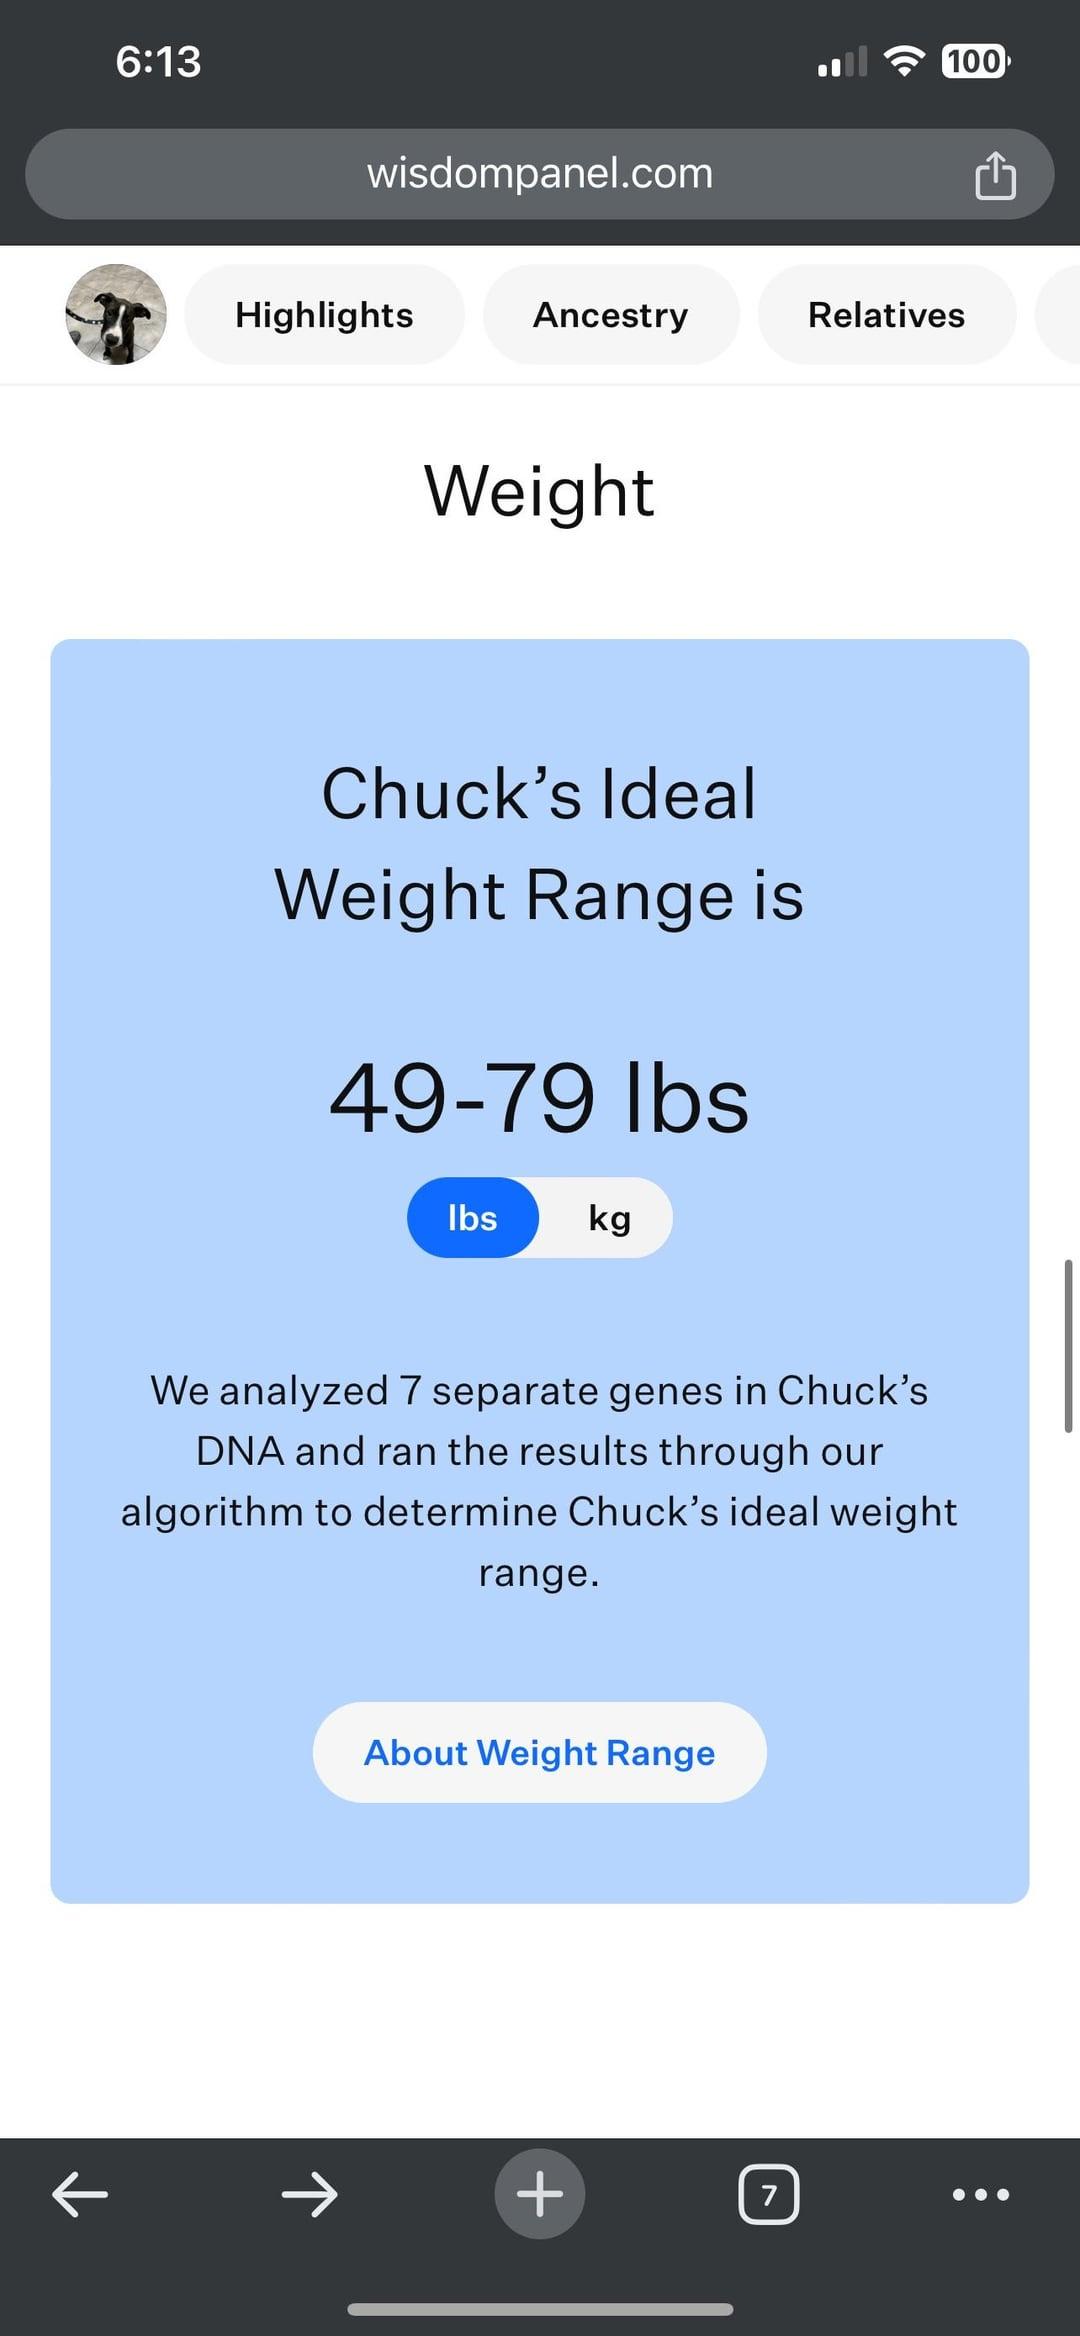 6:13
100
wisdompanel.com
Highlights
Ancestry
Relatives
Weight
Chuck’s Ideal
Weight Range is
49-79 lbs
lbs
kg
We analyzed 7 separate genes in Chuck’s
DNA and ran the results through our
algorithm to determine Chuck’s ideal weight
range.
About Weight Range
7